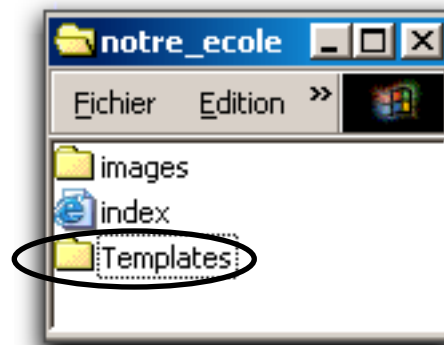 notre_ecole
Fichier Edition »
images
index
Templates